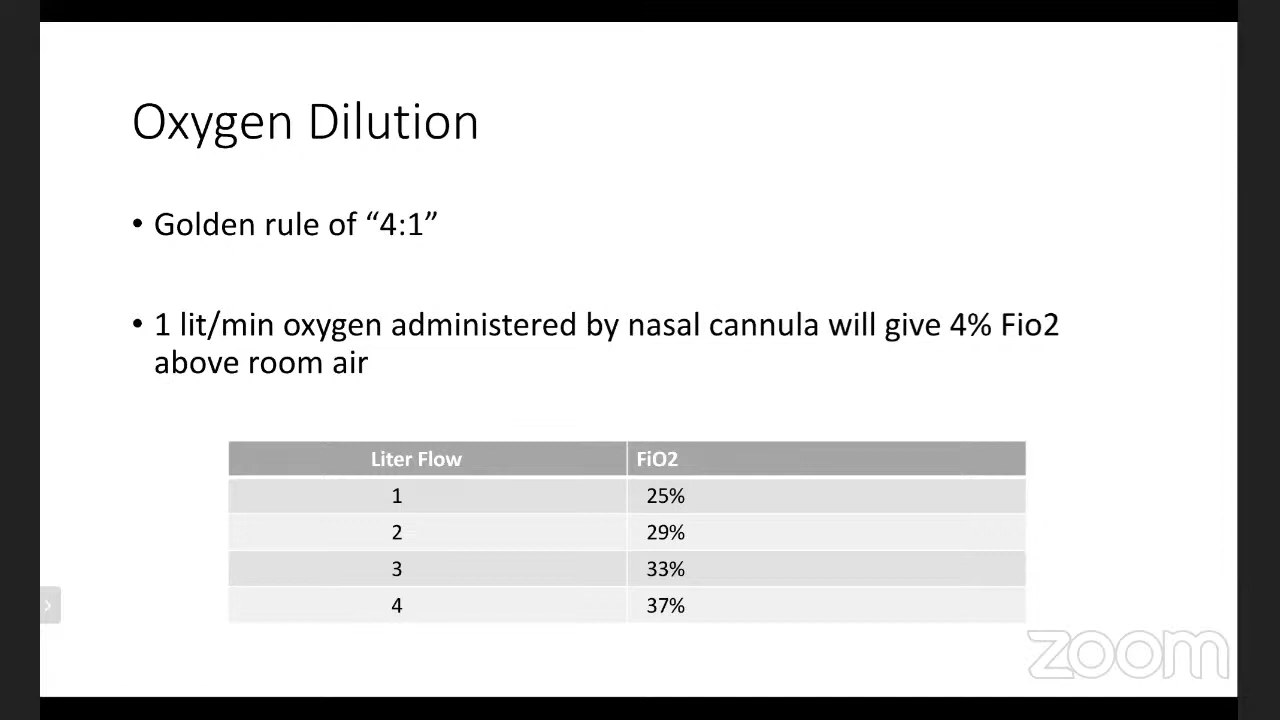 Oxygen Dilution
• Golden rule of “4:1”
• 1 lit/min oxygen administered by nasal cannula will give 4% Fio2
above room air
Liter Flow FiO2
1 25%
2 29%
3 33%
4 37%
zoom